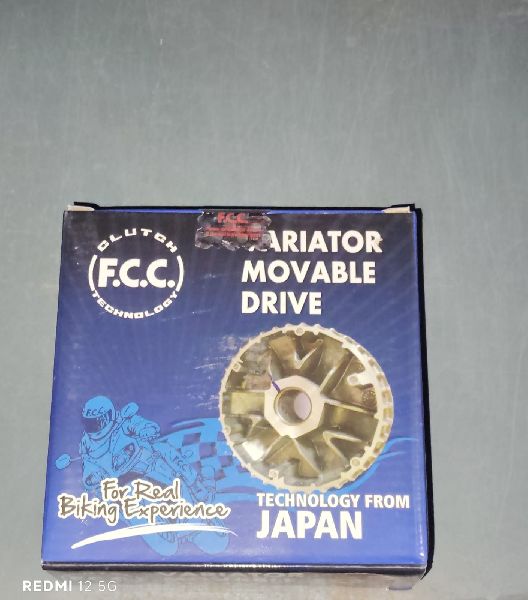 F.C.C.
CLUTCH
F.C.C.
TECHNOLOGY
VARIATOR
MOVABLE
DRIVE
F.C.C.
For Real
Biking Experience
TECHNOLOGY FROM
JAPAN
REDMI 12 5G